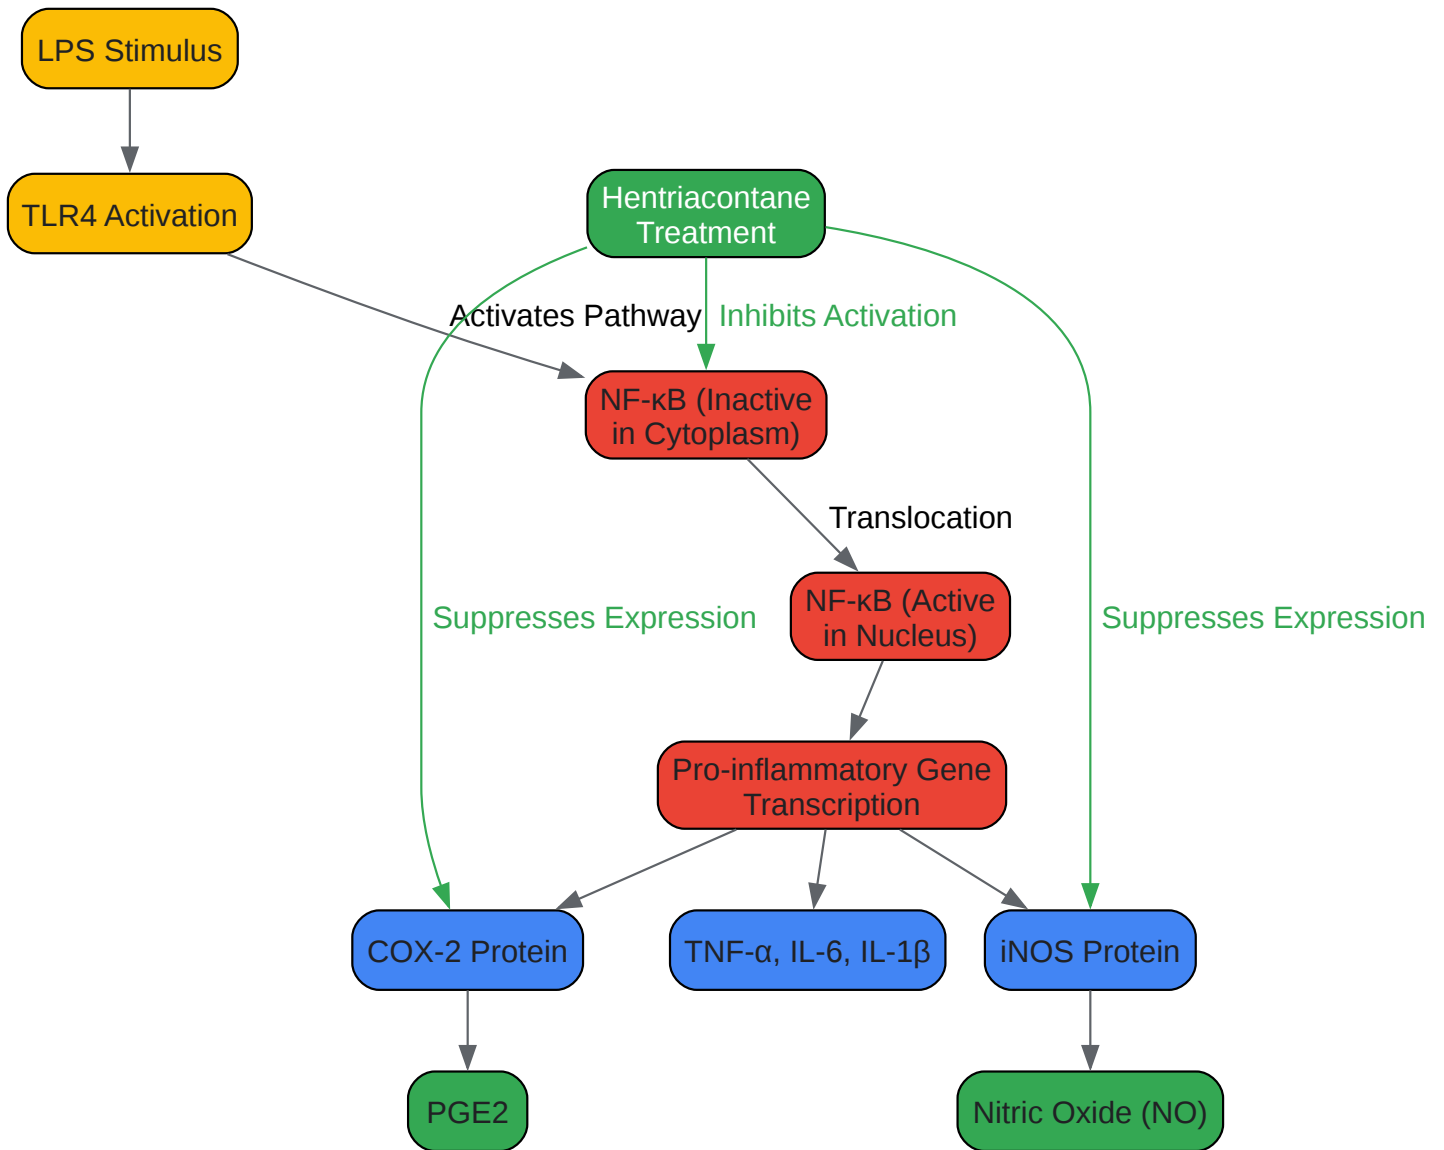 LPS Stimulus
TLR4 Activation
Hentriacontane
Treatment
Activates Pathway
Inhibits Activation
NF-κB (Inactive
in Cytoplasm)
Translocation
NF-κB (Active
in Nucleus)
Suppresses Expression
Suppresses Expression
Pro-inflammatory Gene
Transcription
COX-2 Protein
TNF-α, IL-6, IL-1β
iNOS Protein
PGE2
Nitric Oxide (NO)